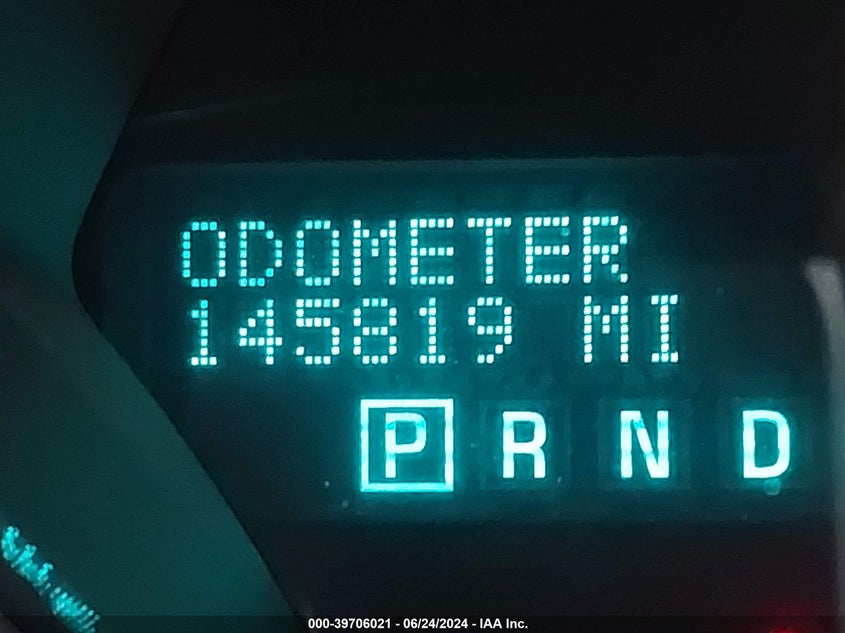 ODOMETER
145819 MI
P R N D
000-39706021 - 06/24/2024 - IAA Inc.